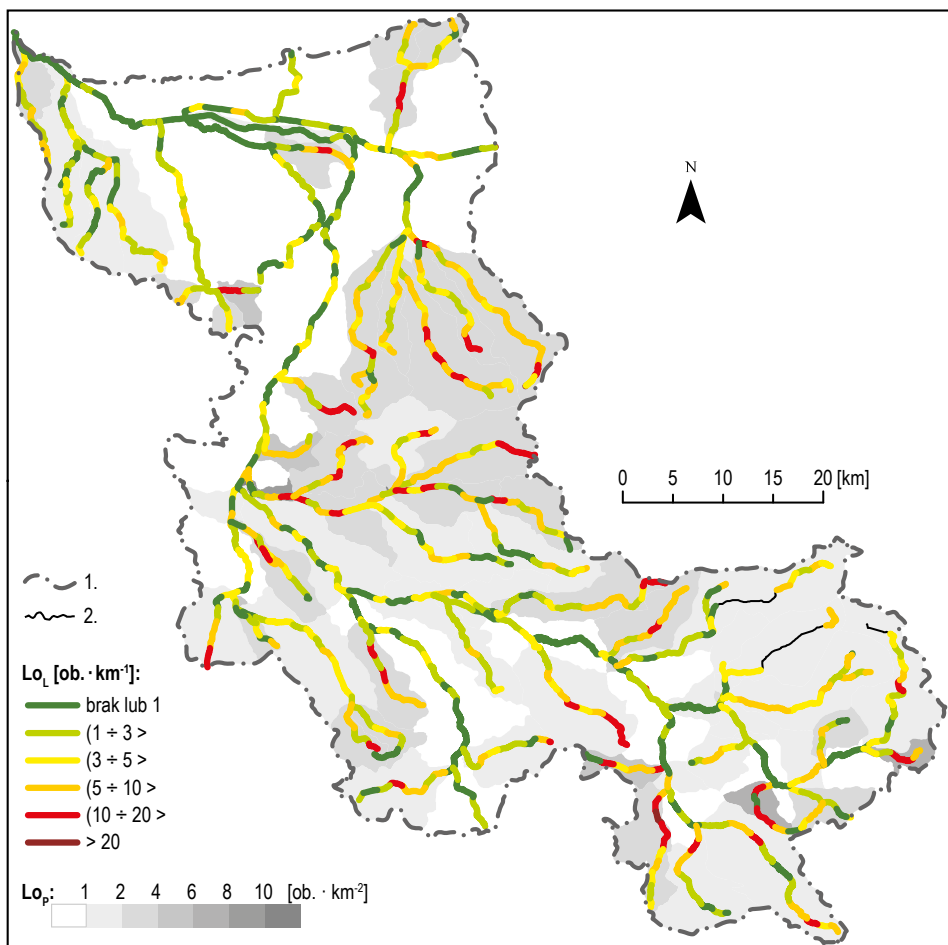 N
0 5 10 15 20 [km]
1.
2.
Lo_L [ob. · km⁻¹]:
brak lub 1
(1 ÷ 3 >
(3 ÷ 5 >
(5 ÷ 10 >
(10 ÷ 20 >
> 20
Lo_P: 1 2 4 6 8 10 [ob. · km⁻²]